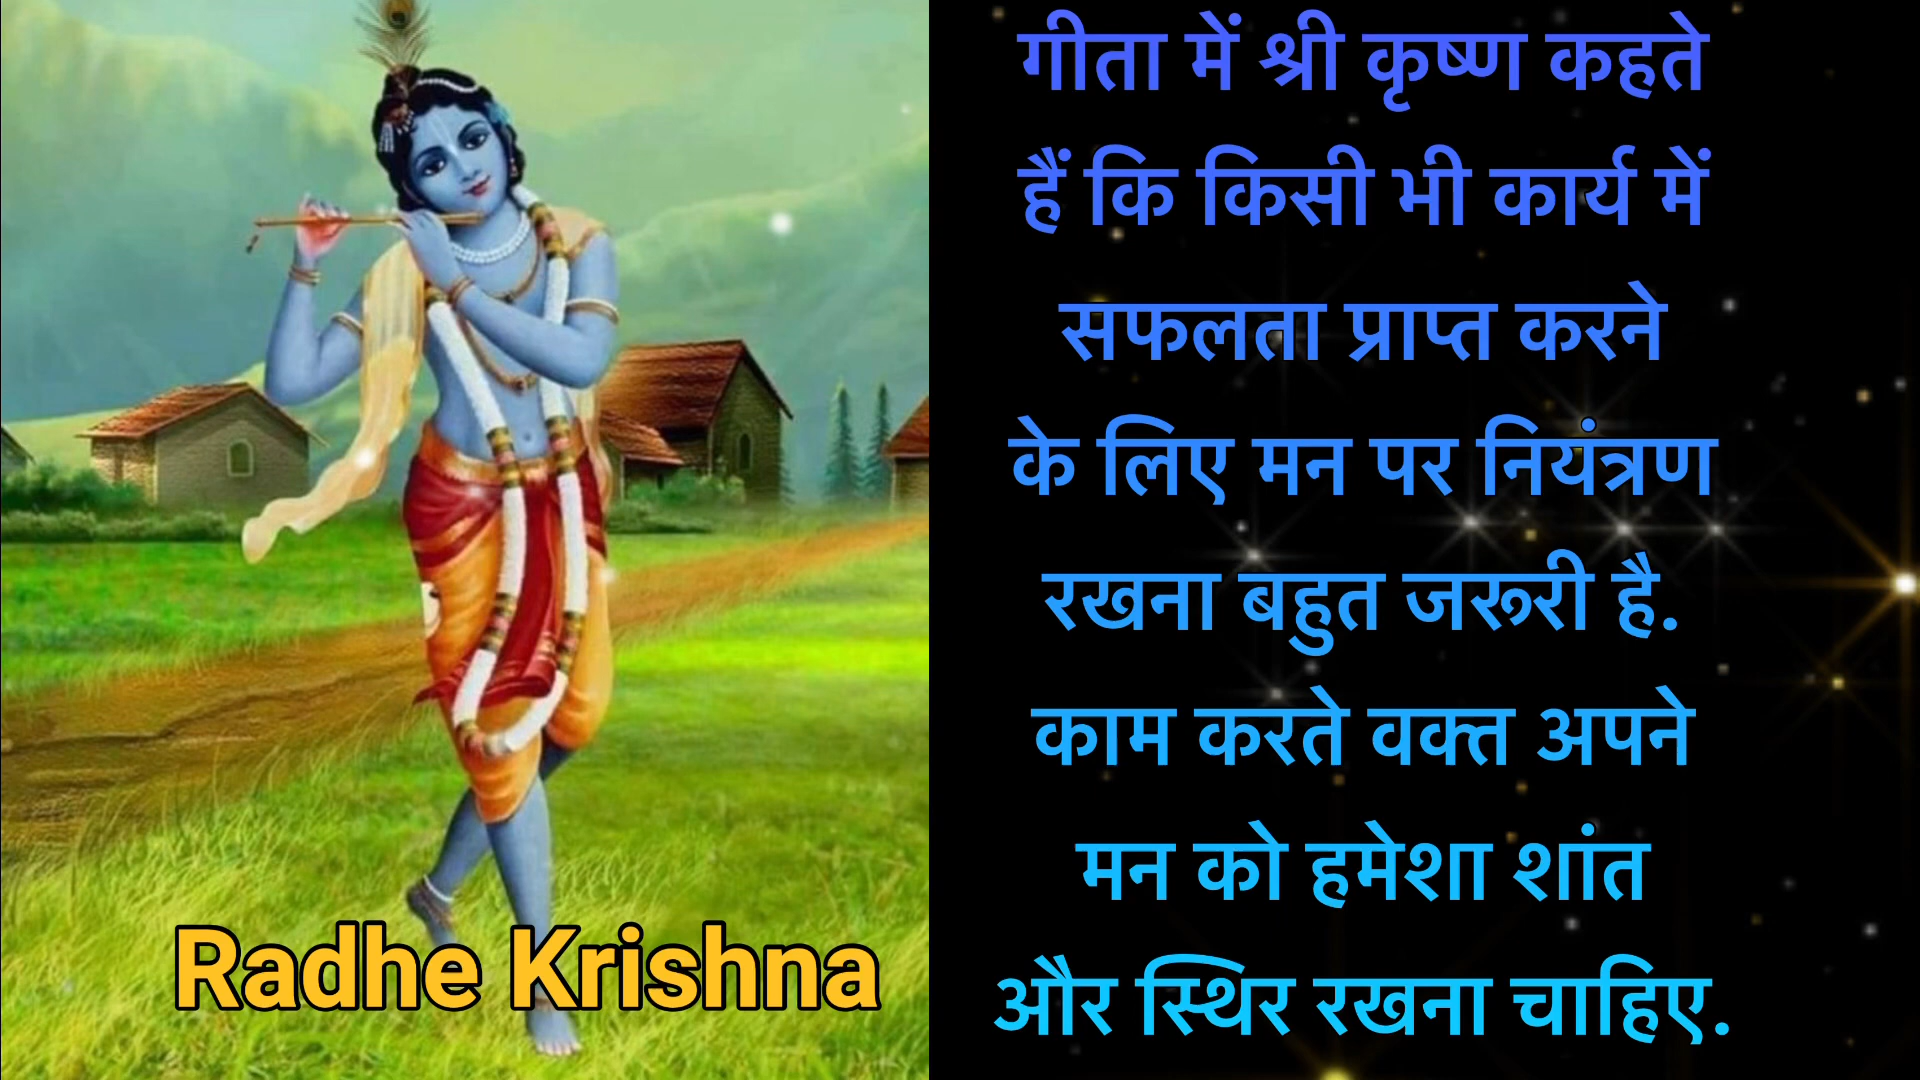 Radhe Krishna
गीता में श्री कृष्ण कहते
हैं कि किसी भी कार्य में
सफलता प्राप्त करने
के लिए मन पर नियंत्रण
रखना बहुत जरूरी है.
काम करते वक्त अपने
मन को हमेशा शांत
और स्थिर रखना चाहिए.